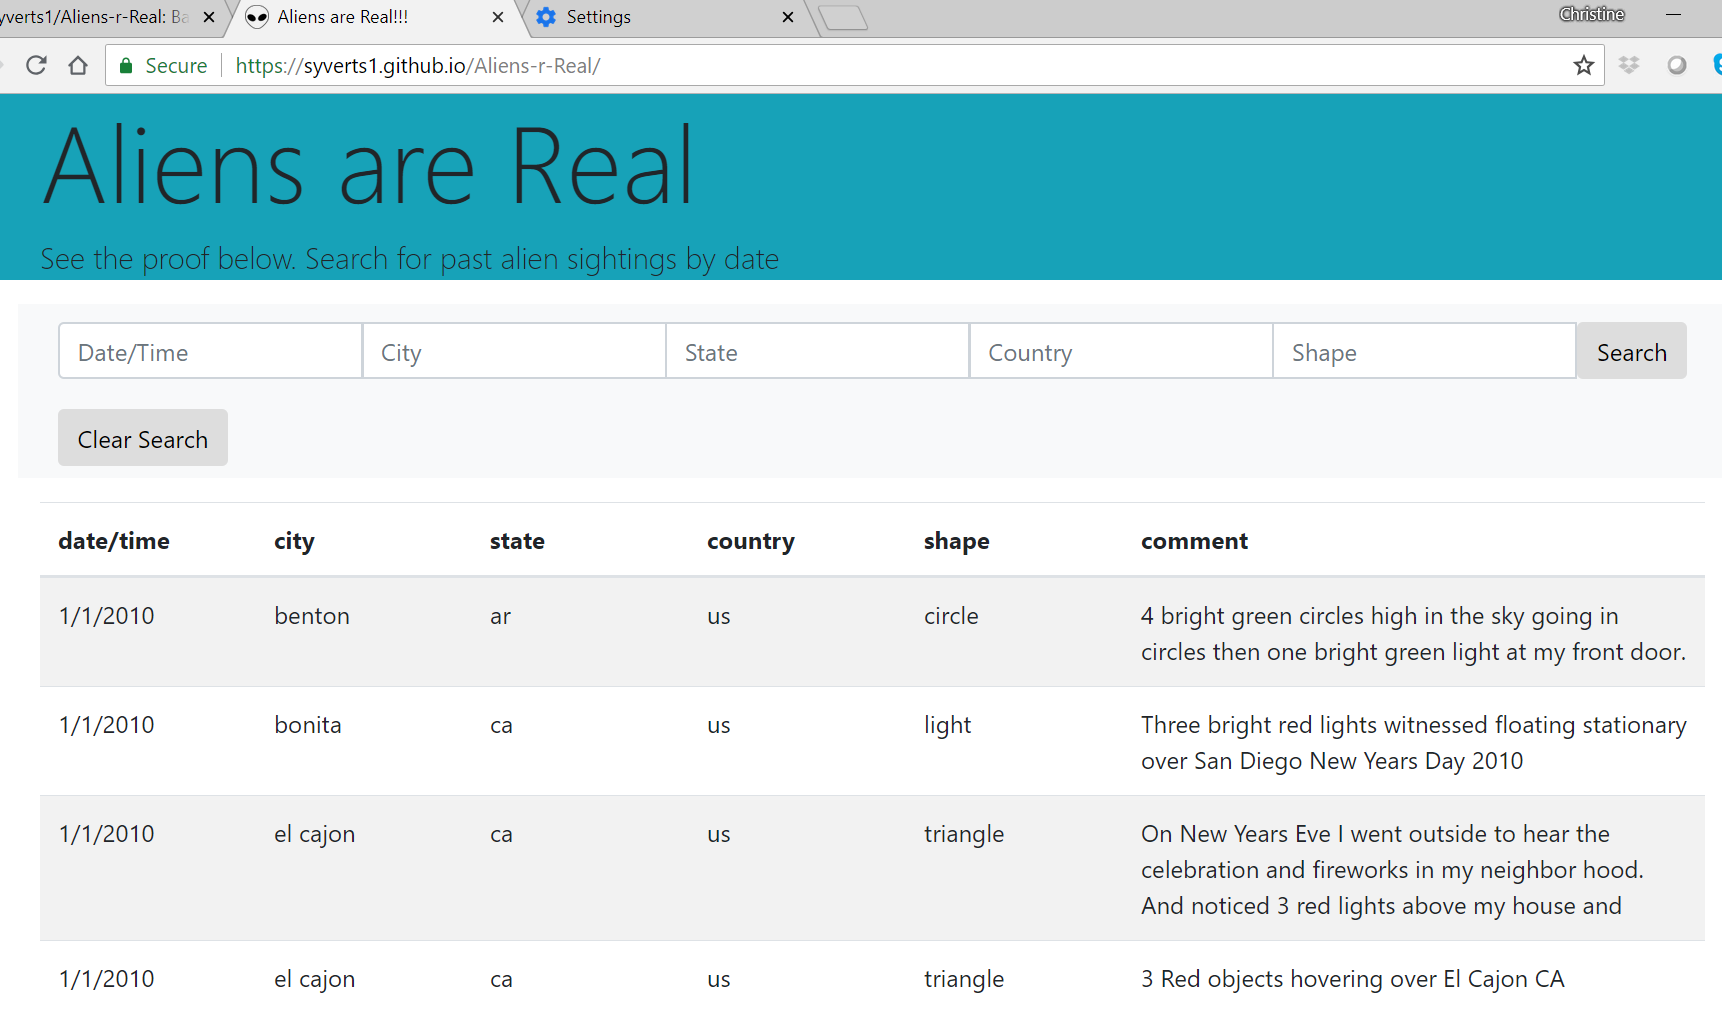 yverts1/Aliens-r-Real: Ba
Aliens are Real!!!
Settings
Christine
Secure https://syverts1.github.io/Aliens-r-Real/
Aliens are Real
See the proof below. Search for past alien sightings by date
Date/Time City State Country Shape Search
Clear Search
date/time city state country shape comment
1/1/2010 benton ar us circle 4 bright green circles high in the sky going in
circles then one bright green light at my front door.
1/1/2010 bonita ca us light Three bright red lights witnessed floating stationary
over San Diego New Years Day 2010
1/1/2010 el cajon ca us triangle On New Years Eve I went outside to hear the
celebration and fireworks in my neighbor hood.
And noticed 3 red lights above my house and
1/1/2010 el cajon ca us triangle 3 Red objects hovering over El Cajon CA